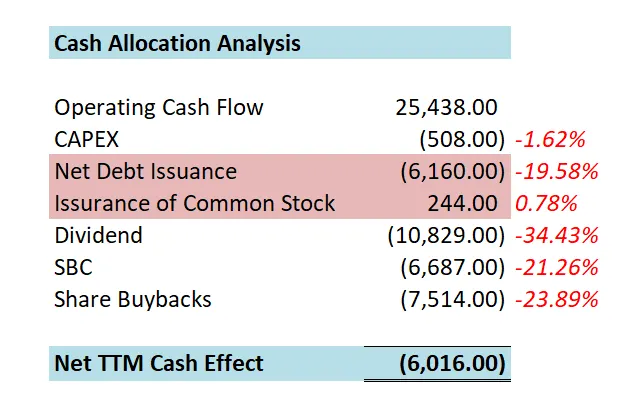 Cash Allocation Analysis
Operating Cash Flow 25,438.00
CAPEX (508.00) -1.62%
Net Debt Issuance (6,160.00) -19.58%
Issurance of Common Stock 244.00 0.78%
Dividend (10,829.00) -34.43%
SBC (6,687.00) -21.26%
Share Buybacks (7,514.00) -23.89%
Net TTM Cash Effect (6,016.00)